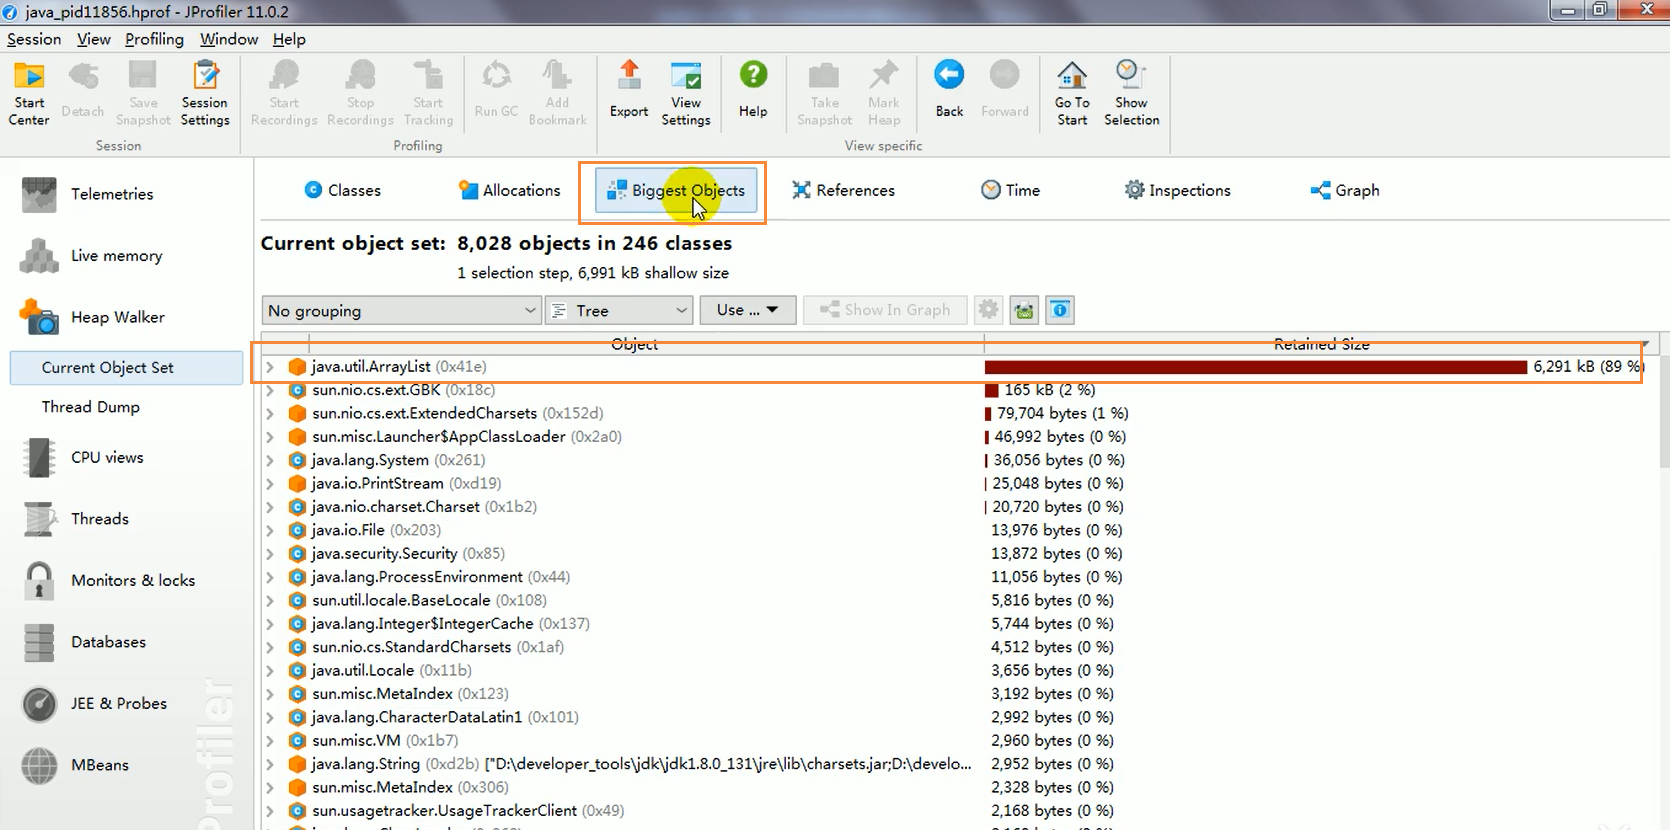 java_pid11856.hprof - JProfiler 11.0.2
Session View Profiling Window Help
Start Center Detach Save Snapshot Session Settings Start Recordings Stop Recordings Start Tracking Run GC Add Bookmark Export View Settings Help Take Snapshot Mark Heap Back Forward Go To Start Show Selection
Session Profiling View specific
Telemetries
Live memory
Heap Walker
Current Object Set
Thread Dump
CPU views
Threads
Monitors & locks
Databases
JEE & Probes
MBeans
Profiler
Classes Allocations Biggest Objects References Time Inspections Graph
Current object set: 8,028 objects in 246 classes
1 selection step, 6,991 kB shallow size
No grouping Tree Use ... Show In Graph
Object Retained Size
java.util.ArrayList (0x41e) 6,291 kB (89 %)
sun.nio.cs.ext.GBK (0x18c) 165 kB (2 %)
sun.nio.cs.ext.ExtendedCharsets (0x152d) 79,704 bytes (1 %)
sun.misc.Launcher$AppClassLoader (0x2a0) 46,992 bytes (0 %)
java.lang.System (0x261) 36,056 bytes (0 %)
java.io.PrintStream (0xd19) 25,048 bytes (0 %)
java.nio.charset.Charset (0x1b2) 20,720 bytes (0 %)
java.io.File (0x203) 13,976 bytes (0 %)
java.security.Security (0x85) 13,872 bytes (0 %)
java.lang.ProcessEnvironment (0x44) 11,056 bytes (0 %)
sun.util.locale.BaseLocale (0x108) 5,816 bytes (0 %)
java.lang.Integer$IntegerCache (0x137) 5,744 bytes (0 %)
sun.nio.cs.StandardCharsets (0x1af) 4,512 bytes (0 %)
java.util.Locale (0x11b) 3,656 bytes (0 %)
sun.misc.MetaIndex (0x123) 3,192 bytes (0 %)
java.lang.CharacterDataLatin1 (0x101) 2,992 bytes (0 %)
sun.misc.VM (0x1b7) 2,960 bytes (0 %)
java.lang.String (0xd2b) ["D:\developer_tools\jdk\jdk1.8.0_131\jre\lib\charsets.jar;D:\develo... 2,952 bytes (0 %)
sun.misc.MetaIndex (0x306) 2,328 bytes (0 %)
sun.usagetracker.UsageTrackerClient (0x49) 2,168 bytes (0 %)